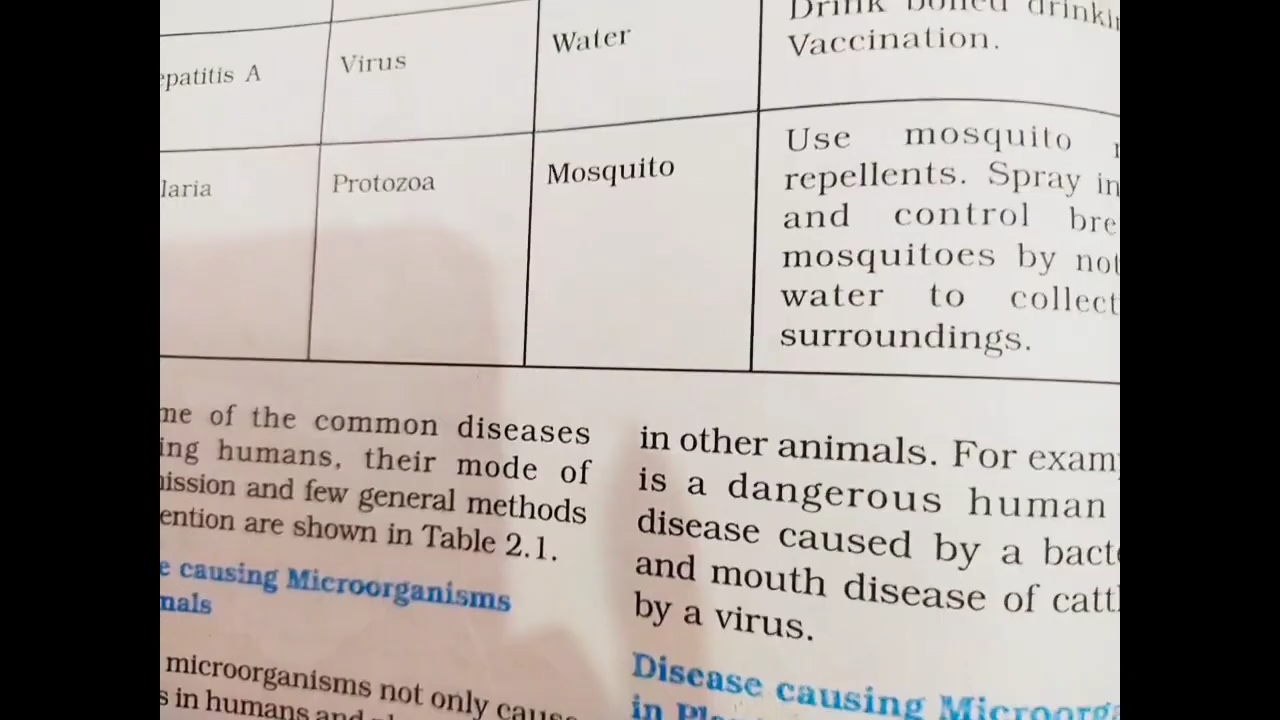 Drink boiled
Vaccination.
epatitis A Virus Water
laria Protozoa Mosquito
Use mosquito
repellents. Spray in
and control bre
mosquitoes by not
water to collect
surroundings.
me of the common diseases
ing humans, their mode of
ission and few general methods
ention are shown in Table 2.1.
e causing Microorganisms
mals
microorganisms not only cause
s in humans and
in other animals. For exam
is a dangerous human
disease caused by a bact
and mouth disease of catt
by a virus.
Disease causing Microorg
in